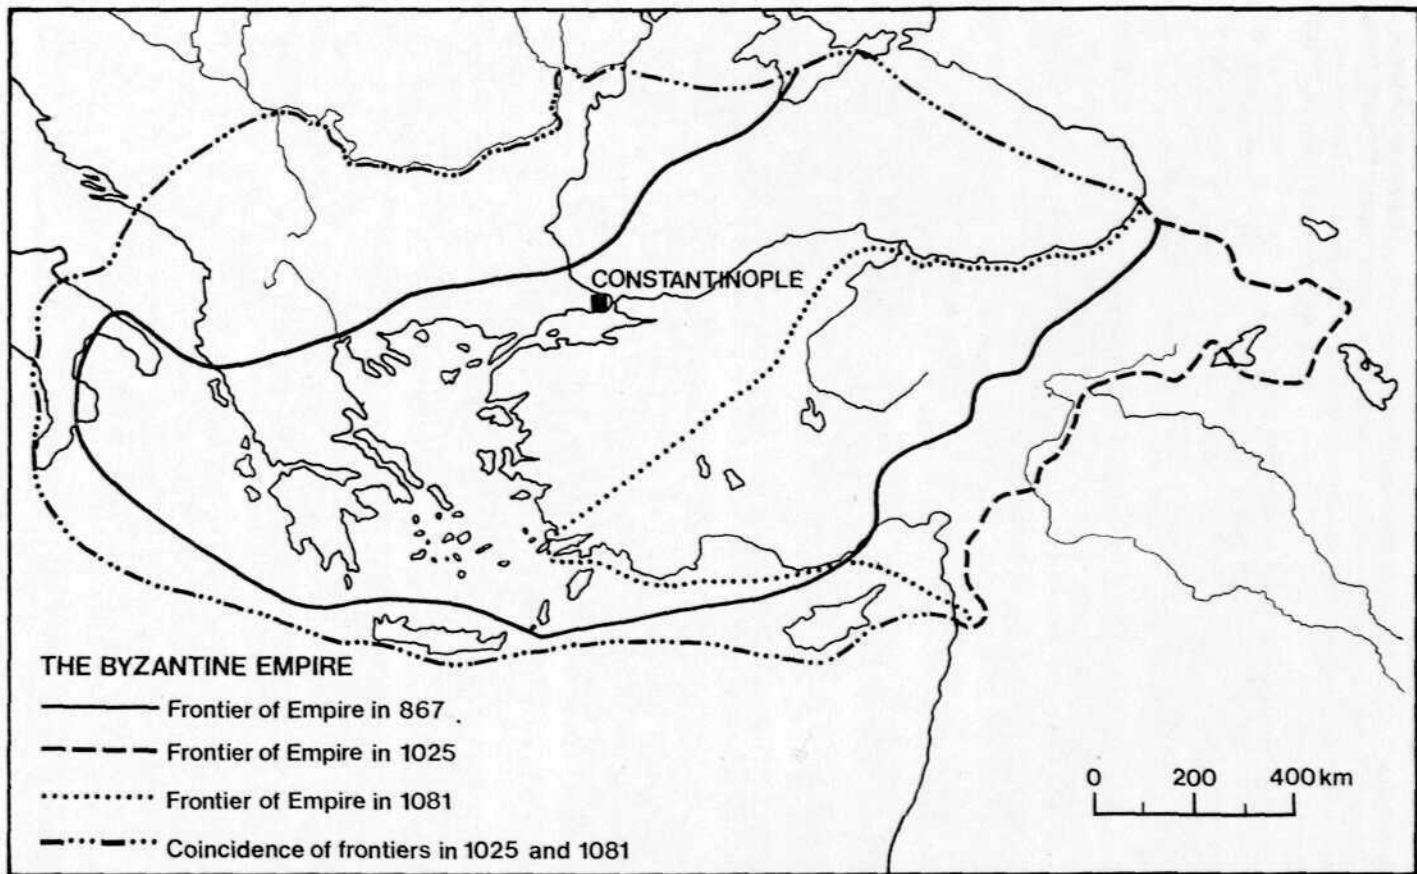 CONSTANTINOPLE
THE BYZANTINE EMPIRE
Frontier of Empire in 867
Frontier of Empire in 1025
Frontier of Empire in 1081
Coincidence of frontiers in 1025 and 1081
0 200 400 km